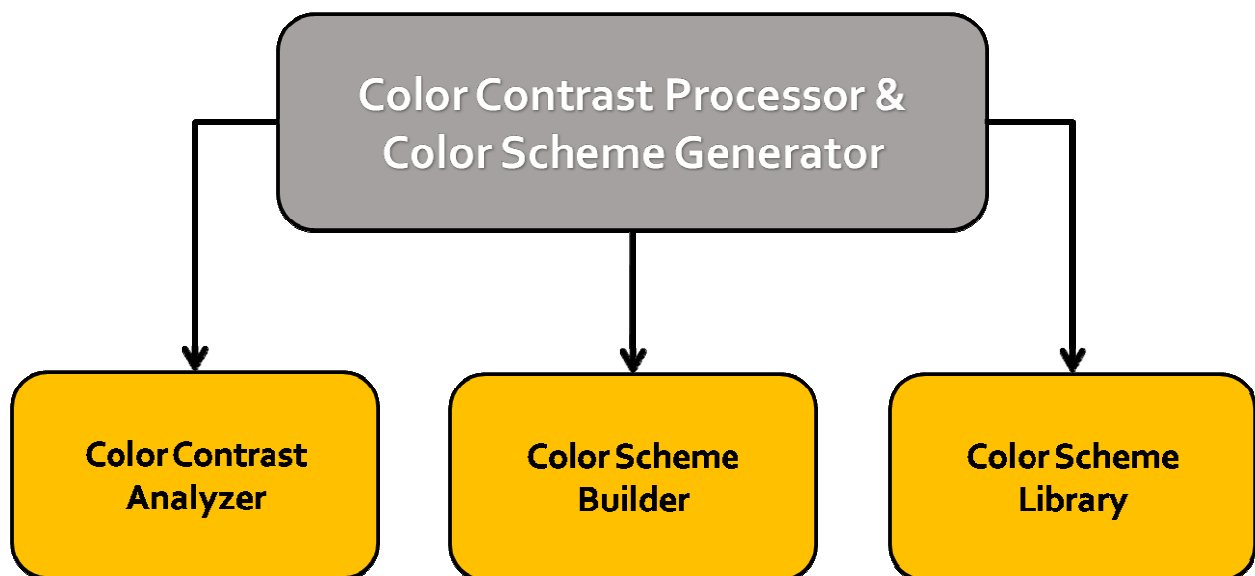 Color Contrast Processor &
Color Scheme Generator
Color Contrast
Analyzer
Color Scheme
Builder
Color Scheme
Library